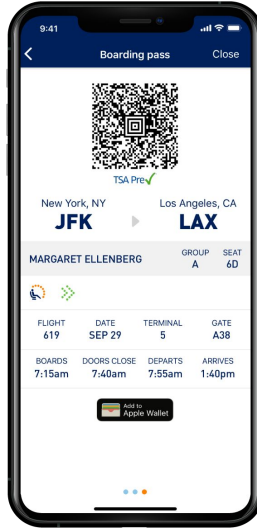 9:41
Boarding pass Close
TSA Pre✓
New York, NY Los Angeles, CA
JFK LAX
MARGARET ELLENBERG GROUP A SEAT 6D
FLIGHT DATE TERMINAL GATE
619 SEP 29 5 A38
BOARDS DOORS CLOSE DEPARTS ARRIVES
7:15am 7:40am 7:55am 1:40pm
Add to
Apple Wallet